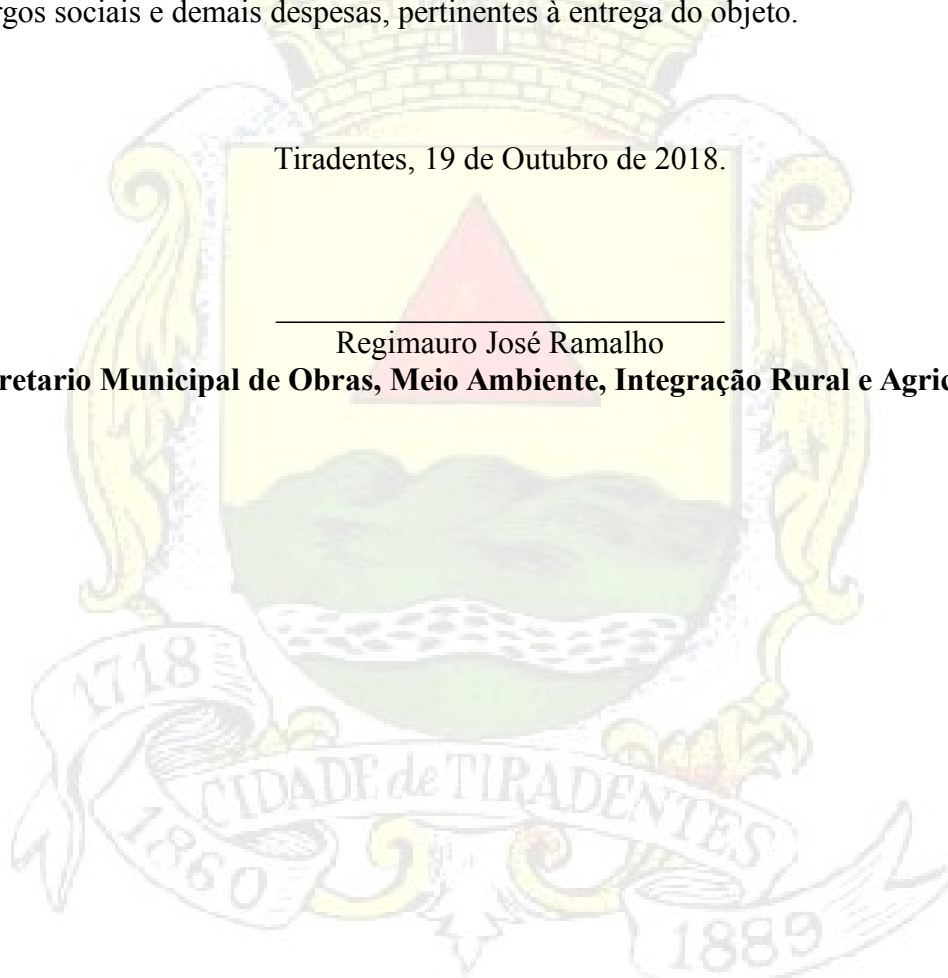 rgos sociais e demais despesas, pertinentes à entrega do objeto.
Tiradentes, 19 de Outubro de 2018.
Regimauro José Ramalho
retario Municipal de Obras, Meio Ambiente, Integração Rural e Agric
1718
CIDADE de TIRADENTES
1860
1889